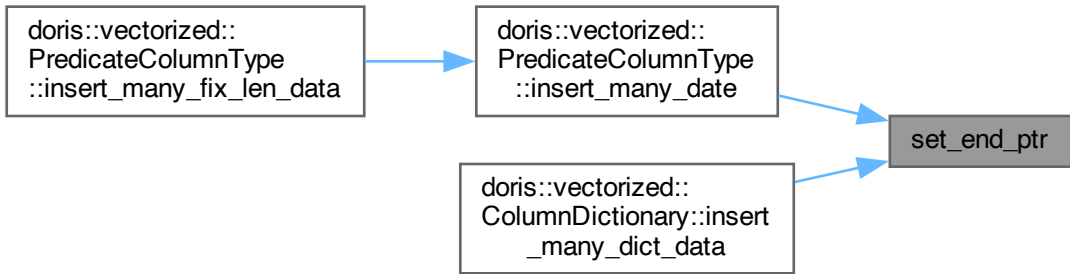 doris::vectorized::
PredicateColumnType
::insert_many_fix_len_data
doris::vectorized::
PredicateColumnType
::insert_many_date
set_end_ptr
doris::vectorized::
ColumnDictionary::insert
_many_dict_data